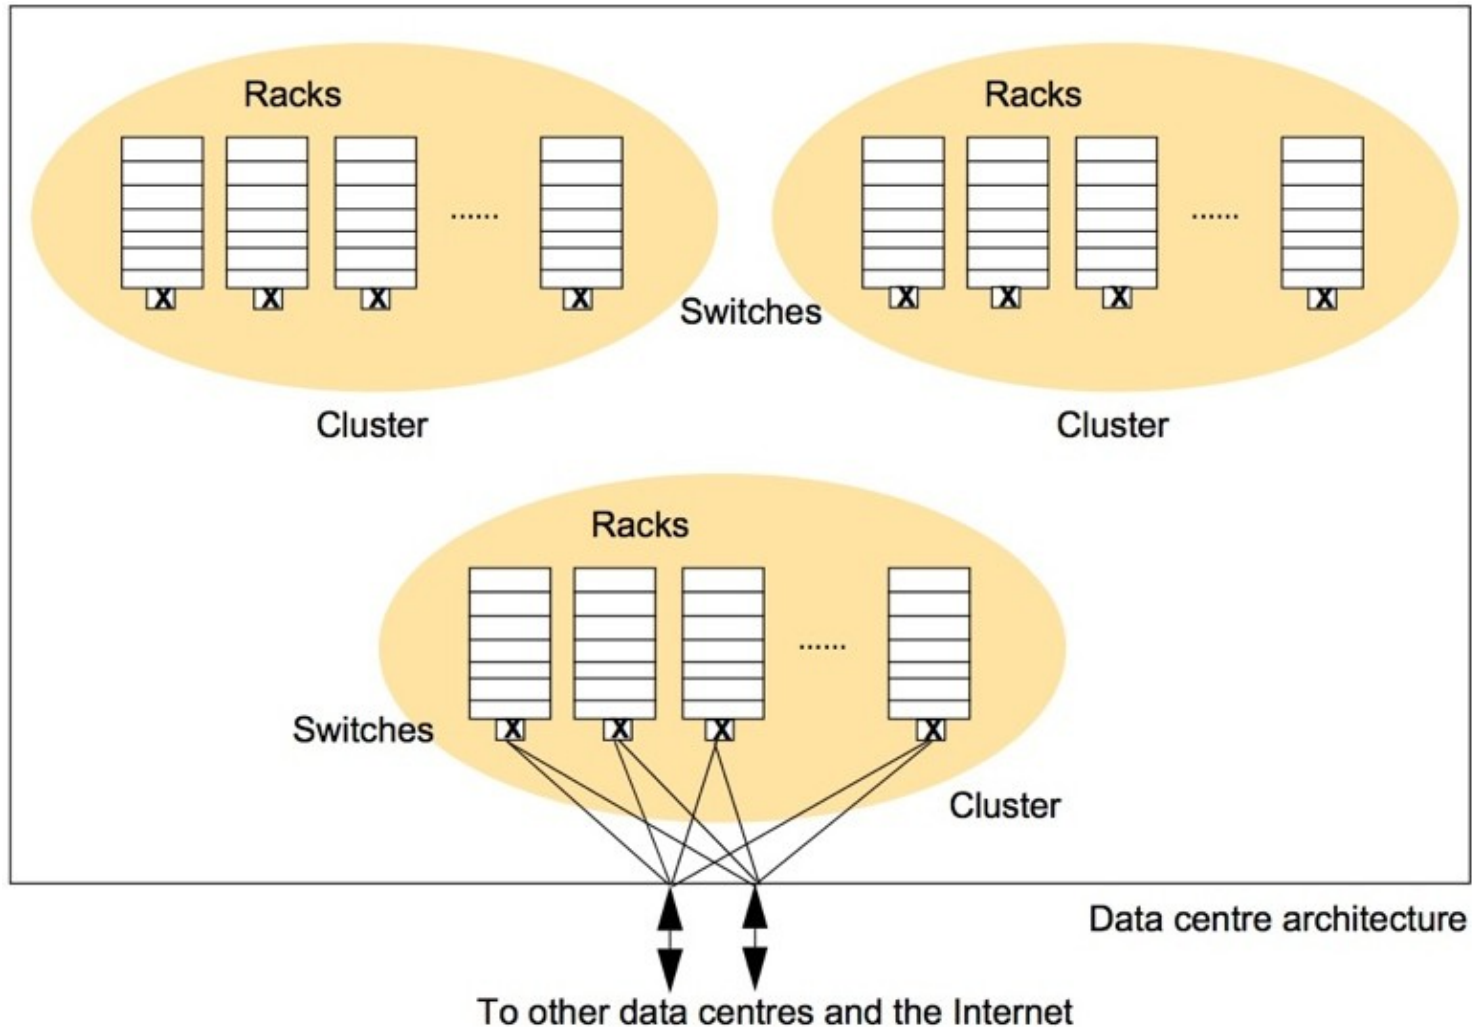 Racks
Racks
......
......
X X X X
X X X X
Switches
Cluster
Cluster
Racks
......
X X X X
Switches
Cluster
Data centre architecture
To other data centres and the Internet